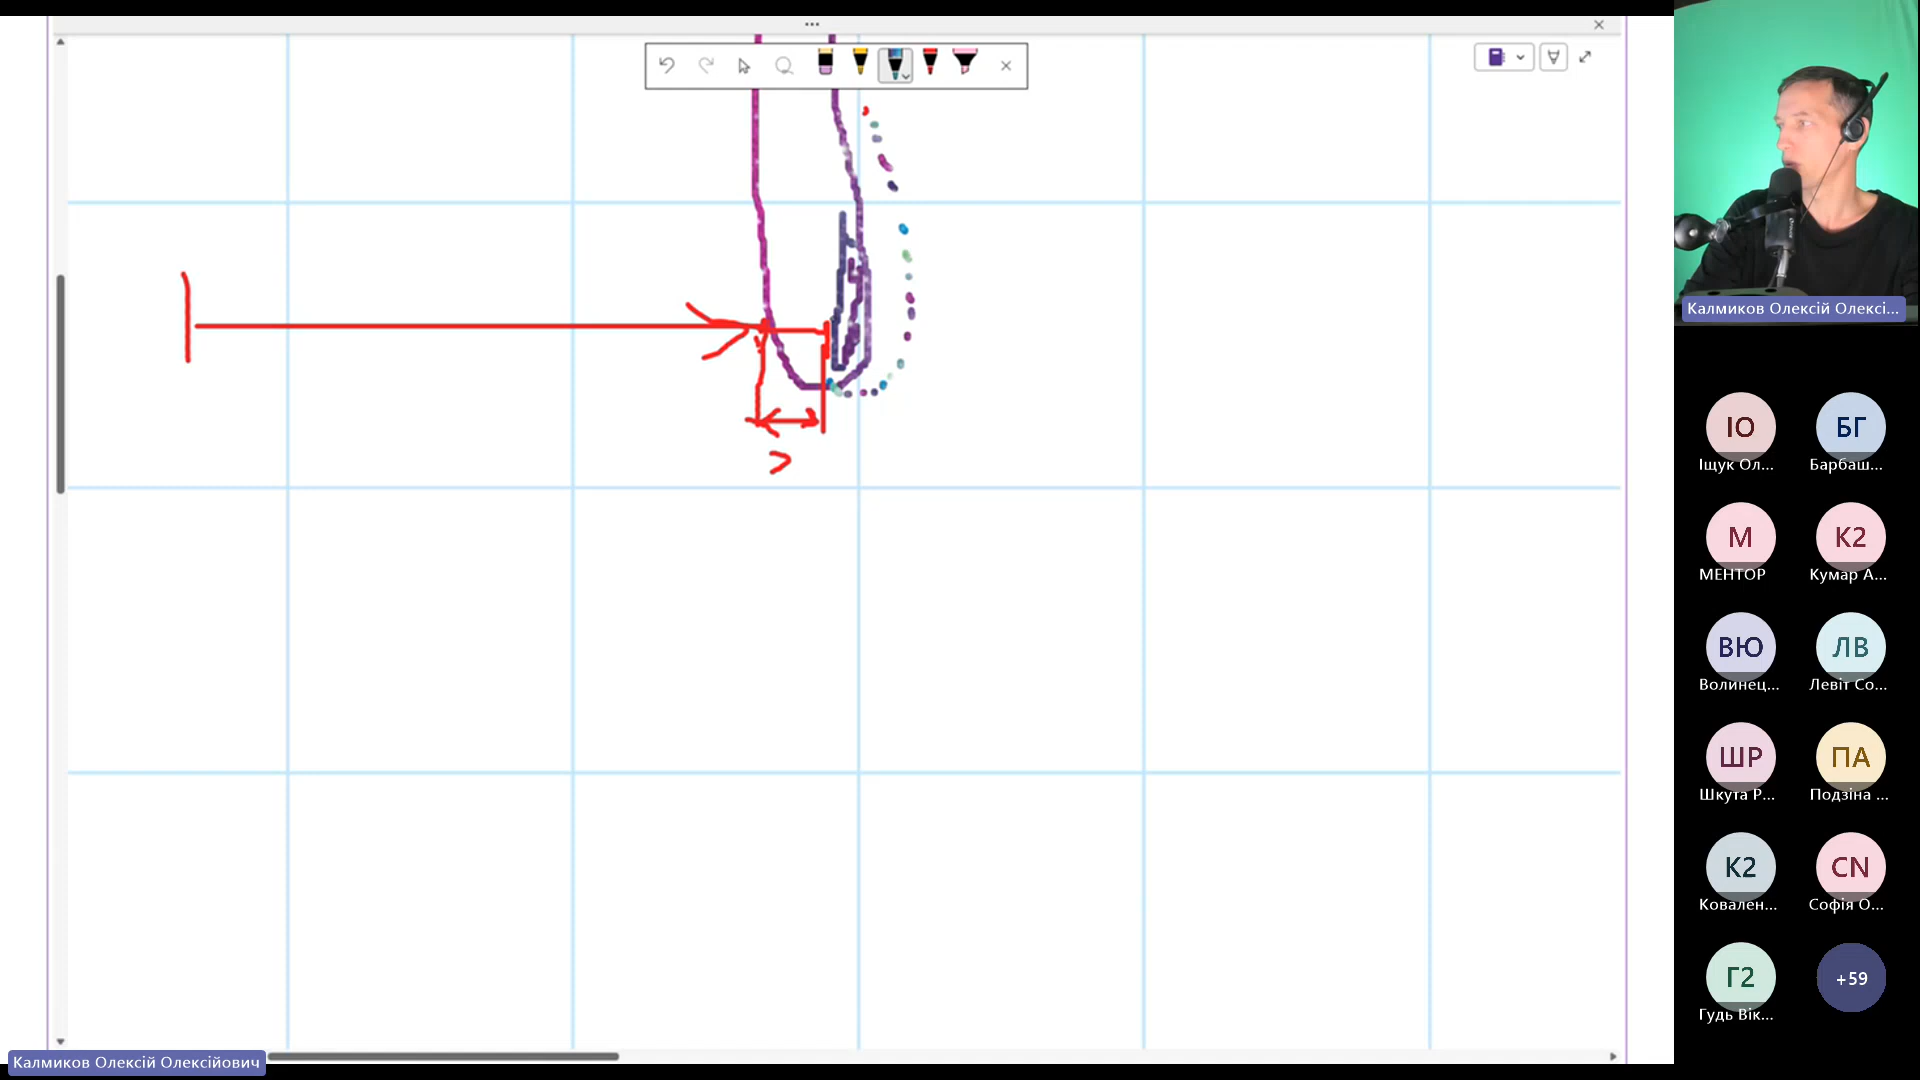 Калмиков Олексій Олексі...
ІО
Іщук Ол...
БГ
Барбаш...
М
МЕНТОР
К2
Кумар А...
ВЮ
Волинец...
ЛВ
Левіт Со...
ШР
Шкута Р...
ПА
Подзіна ...
К2
Ковален...
CN
Софія О...
Г2
Гудь Вік...
+59
Калмиков Олексій Олексійович